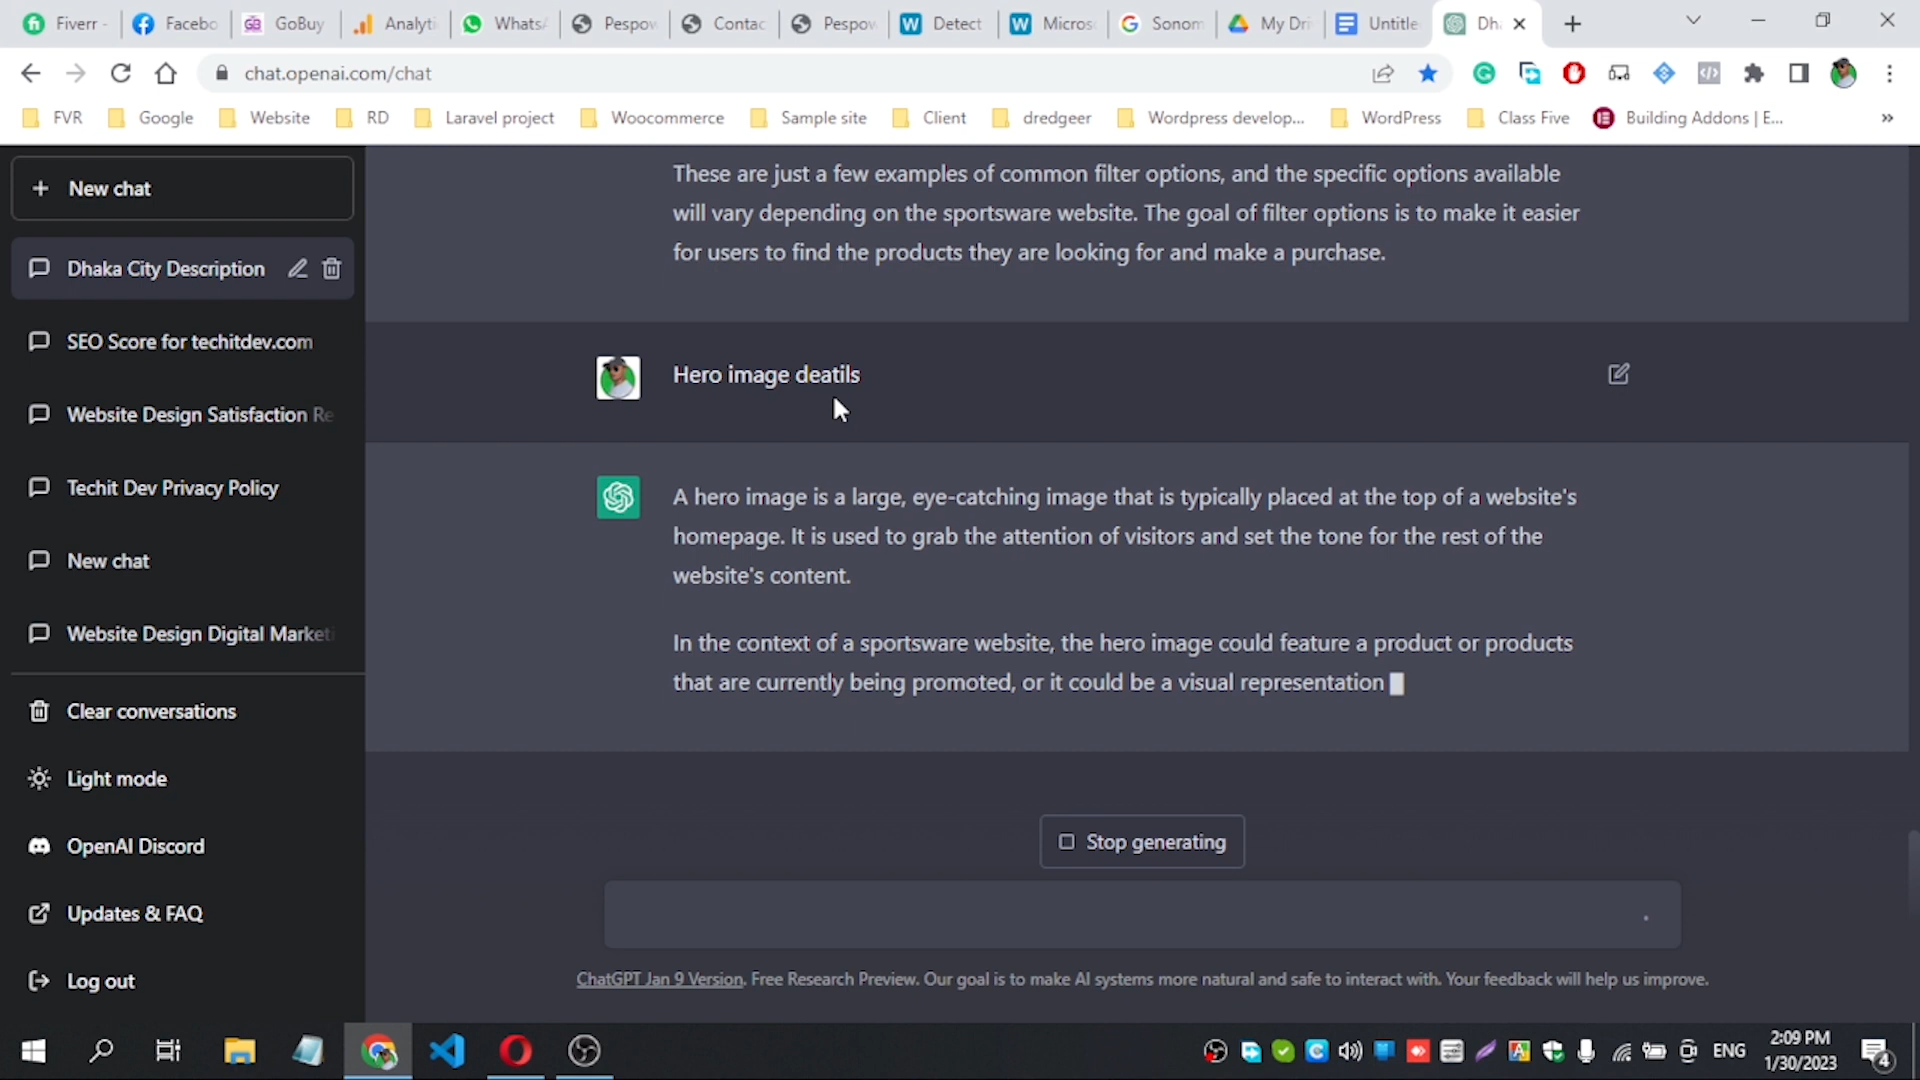 Fiverr -
Facebo
GoBuy
Analyti
WhatsA
Pespow
Contac
Pespow
Detect
Micros
Sonom
My Dri
Untitle
Dha
chat.openai.com/chat
FVR
Google
Website
RD
Laravel project
Woocommerce
Sample site
Client
dredgeer
Wordpress develop...
WordPress
Class Five
Building Addons | E...
»
New chat
Dhaka City Description
SEO Score for techitdev.com
Website Design Satisfaction Re
Techit Dev Privacy Policy
New chat
Website Design Digital Market
Clear conversations
Light mode
OpenAI Discord
Updates & FAQ
Log out
These are just a few examples of common filter options, and the specific options available
will vary depending on the sportsware website. The goal of filter options is to make it easier
for users to find the products they are looking for and make a purchase.
Hero image deatils
A hero image is a large, eye-catching image that is typically placed at the top of a website's
homepage. It is used to grab the attention of visitors and set the tone for the rest of the
website's content.
In the context of a sportsware website, the hero image could feature a product or products
that are currently being promoted, or it could be a visual representation
Stop generating
ChatGPT Jan 9 Version. Free Research Preview. Our goal is to make AI systems more natural and safe to interact with. Your feedback will help us improve.
ENG
2:09 PM
1/30/2023
4